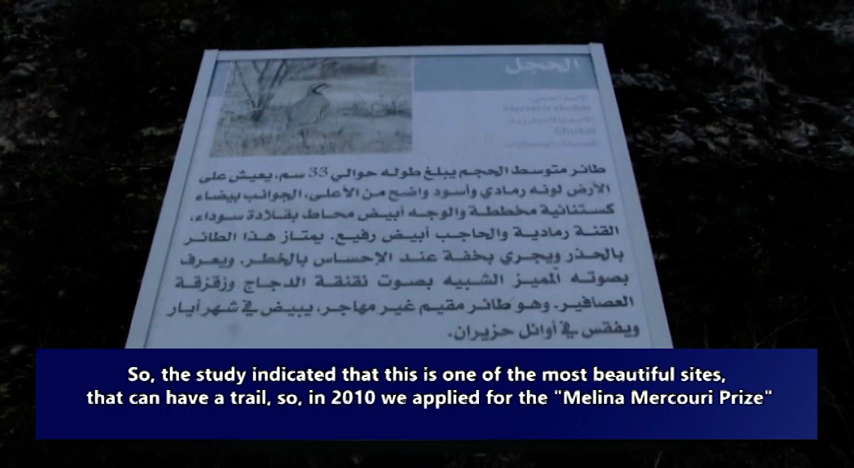 الحجل
Alectoris chukar
Chukar
طائر متوسط الحجم يبلغ طوله حوالي 33 سم، يعيش على
الأرض لونه رمادي وأسود واضح من الأعلى، الجوانب بيضاء
كستنائية مخططة والوجه أبيض محاط بقلادة سوداء،
القنة رمادية والحاجب أبيض رفيع. يمتاز هذا الطائر
بالحذر ويجري بخفة عند الإحساس بالخطر، ويعرف
بصوته المميز الشبيه بصوت نقنقة الدجاج وزقزقة
العصافير. وهو طائر مقيم غير مهاجر، يبيض في شهر أيار
ويفقس في أوائل حزيران.
So, the study indicated that this is one of the most beautiful sites,
that can have a trail, so, in 2010 we applied for the "Melina Mercouri Prize"